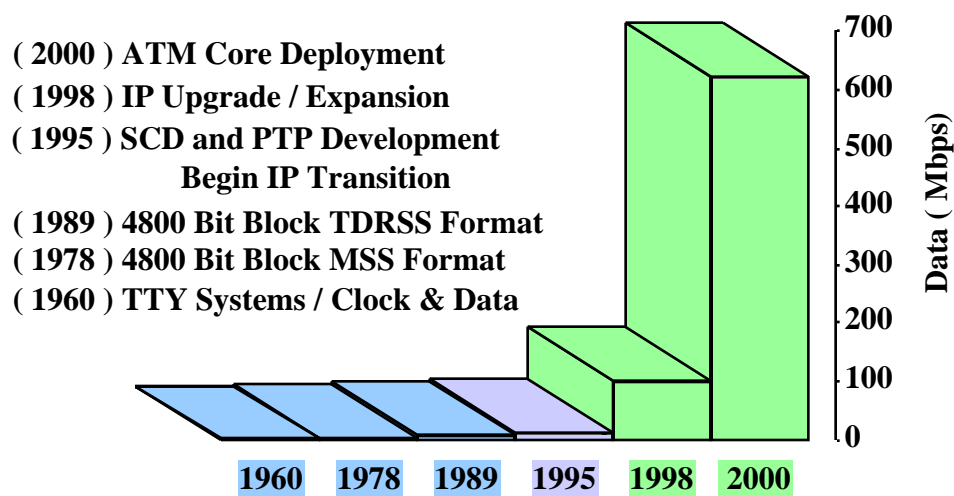 ( 2000 ) ATM Core Deployment
( 1998 ) IP Upgrade / Expansion
( 1995 ) SCD and PTP Development
Begin IP Transition
( 1989 ) 4800 Bit Block TDRSS Format
( 1978 ) 4800 Bit Block MSS Format
( 1960 ) TTY Systems / Clock & Data
700
600
500
400
300
200
100
0
Data ( Mbps)
1960 1978 1989 1995 1998 2000